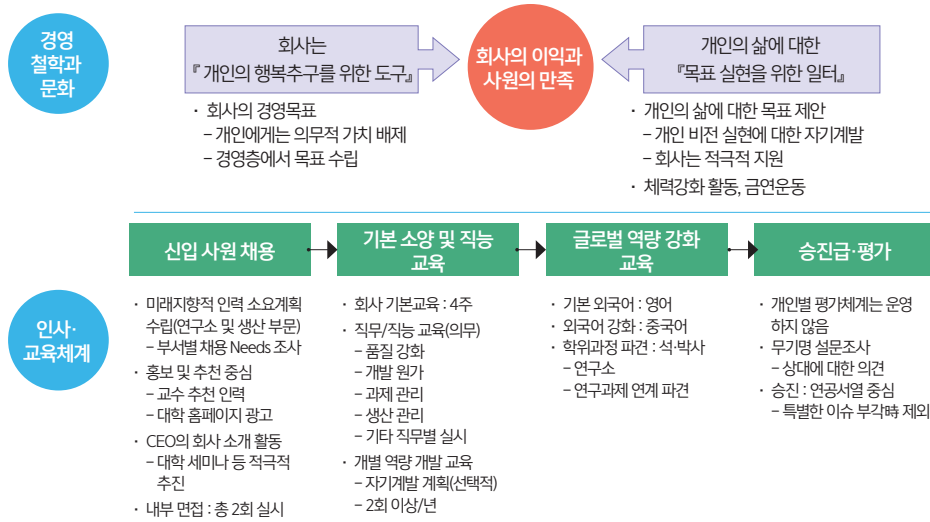 경영
철학과
문화
회사는
『 개인의 행복추구를 위한 도구』
회사의 이익과
사원의 만족
개인의 삶에 대한
『목표 실현을 위한 일터』
· 회사의 경영목표
– 개인에게는 의무적 가치 배제
– 경영층에서 목표 수립
· 개인의 삶에 대한 목표 제안
– 개인 비전 실현에 대한 자기계발
– 회사는 적극적 지원
· 체력강화 활동, 금연운동
인사·
교육체계
신입 사원 채용
· 미래지향적 인력 소요계획
수립(연구소 및 생산 부문)
– 부서별 채용 Needs 조사
· 홍보 및 추천 중심
– 교수 추천 인력
– 대학 홈페이지 광고
· CEO의 회사 소개 활동
– 대학 세미나 등 적극적
추진
· 내부 면접 : 총 2회 실시
기본 소양 및 직능
교육
· 회사 기본교육 : 4주
· 직무/직능 교육(의무)
– 품질 강화
– 개발 원가
– 과제 관리
– 생산 관리
– 기타 직무별 실시
· 개별 역량 개발 교육
– 자기계발 계획(선택적)
– 2회 이상/년
글로벌 역량 강화
교육
· 기본 외국어 : 영어
· 외국어 강화 : 중국어
· 학위과정 파견 : 석·박사
– 연구소
– 연구과제 연계 파견
승진급·평가
· 개인별 평가체계는 운영
하지 않음
· 무기명 설문조사
– 상대에 대한 의견
· 승진 : 연공서열 중심
– 특별한 이슈 부각時 제외